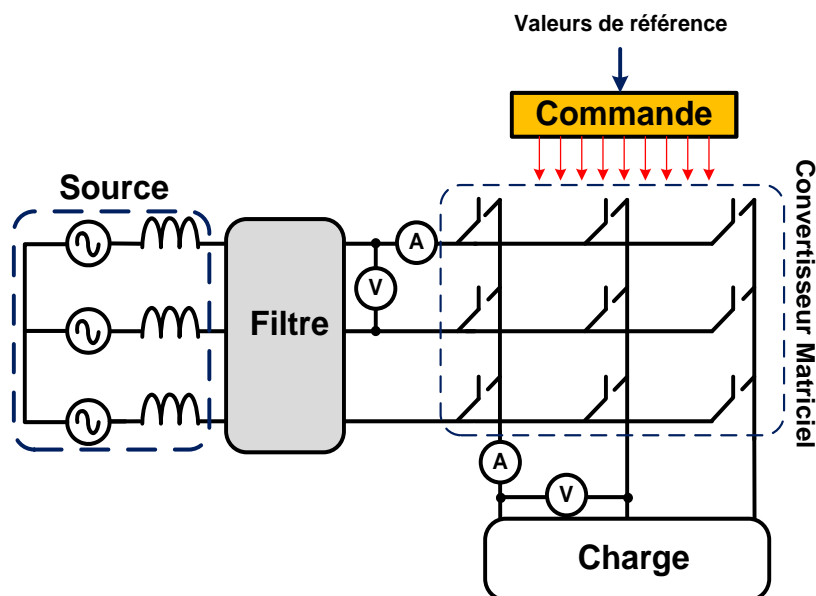 Valeurs de référence
Commande
Source
Convertisseur Matriciel
A
V
Filtre
A
V
Charge